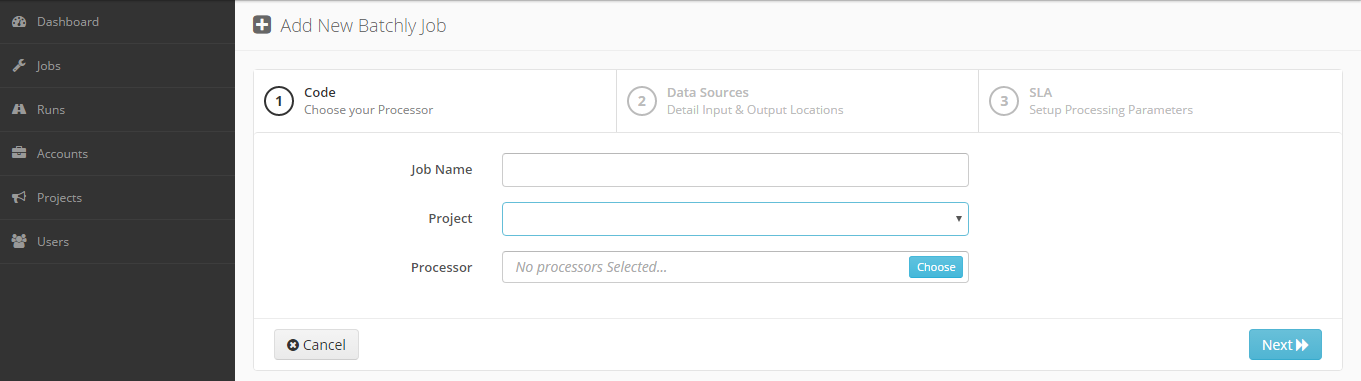 Dashboard
Jobs
Runs
Accounts
Projects
Users
Add New Batchly Job
1
Code
Choose your Processor
2
Data Sources
Detail Input & Output Locations
3
SLA
Setup Processing Parameters
Job Name
Project
Processor
No processors Selected...
Choose
Cancel
Next